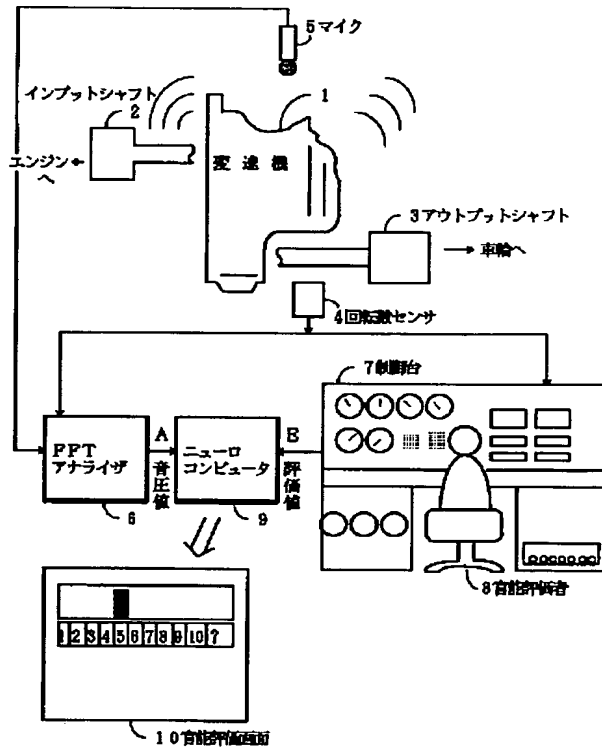 5マイク
インプットシャフト
2
1
エンジン
へ
変速機
3アウトプットシャフト
車輪へ
4回転数センサ
7制御台
FFT
アナライザ
A
音圧値
ニューロ
コンピュータ
E
評価値
6
9
8官能評価者
1 2 3 4 5 6 7 8 9 10 ?
10官能評価画面